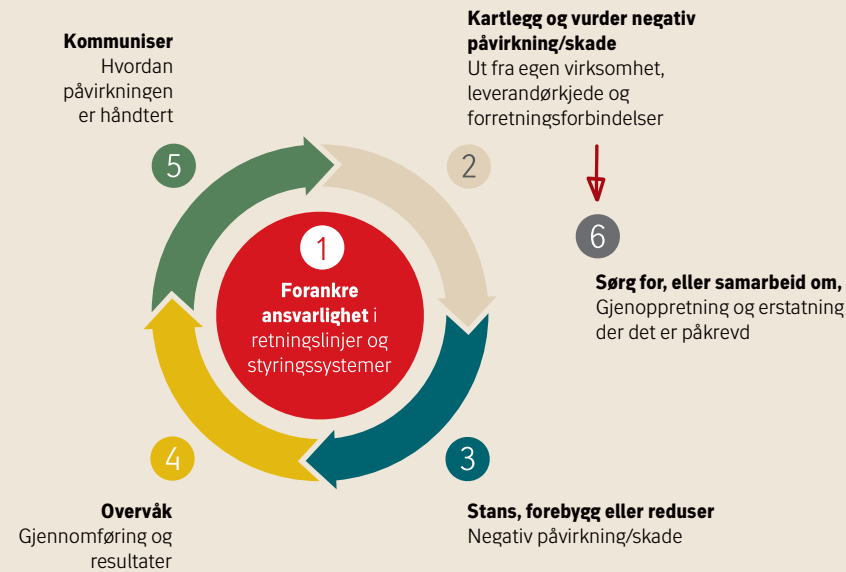 Kommuniser
Hvordan
påvirkningen
er håndtert
5
Kartlegg og vurder negativ
påvirkning/skade
Ut fra egen virksomhet,
leverandørkjede og
forretningsforbindelser
2
1
Forankre
ansvarlighet i
retningslinjer og
styringssystemer
6
Sørg for, eller samarbeid om,
Gjenoppretning og erstatning
der det er påkrevd
4
Overvåk
Gjennomføring og
resultater
3
Stans, forebygg eller reduser
Negativ påvirkning/skade